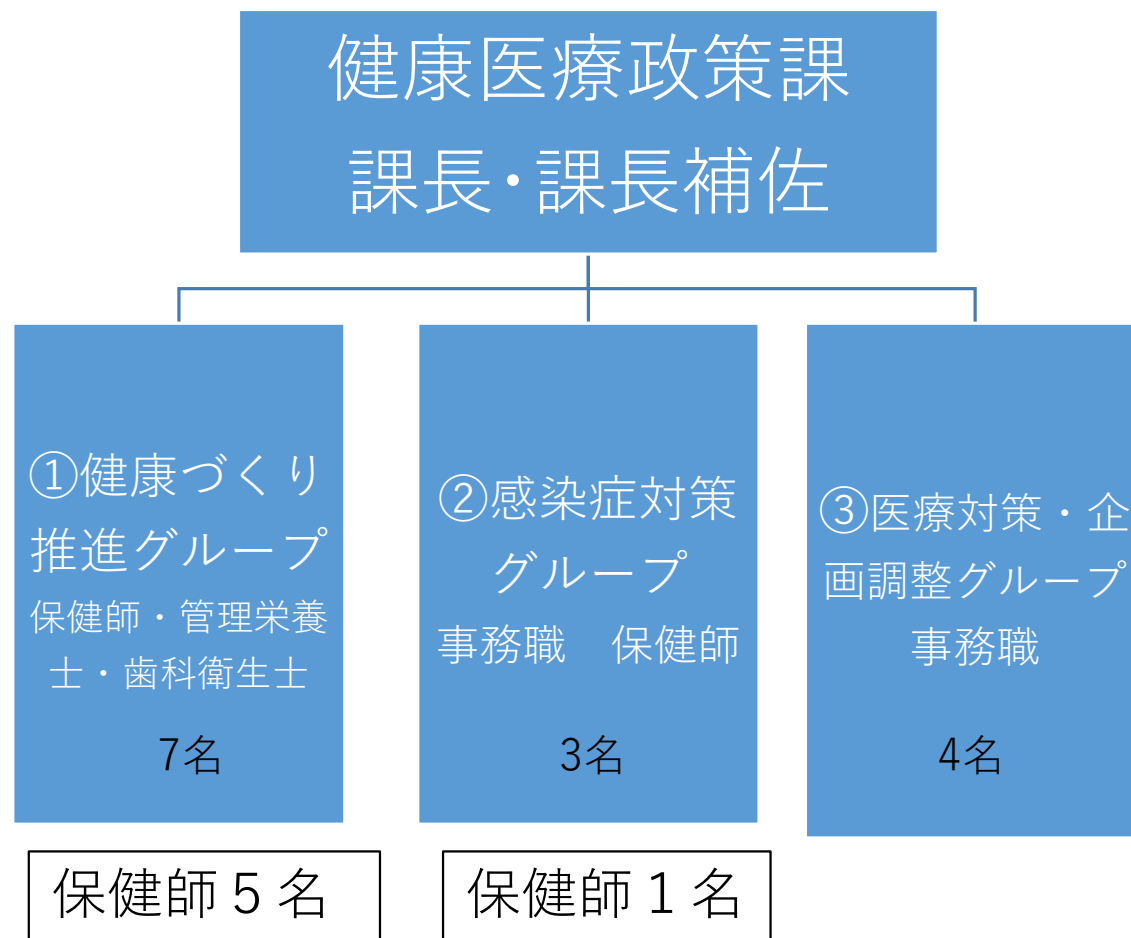 健康医療政策課
課長・課長補佐
①健康づくり
推進グループ
保健師・管理栄養
士・歯科衛生士
7名
②感染症対策
グループ
事務職　保健師
3名
③医療対策・企
画調整グループ
事務職
4名
保健師５名
保健師１名